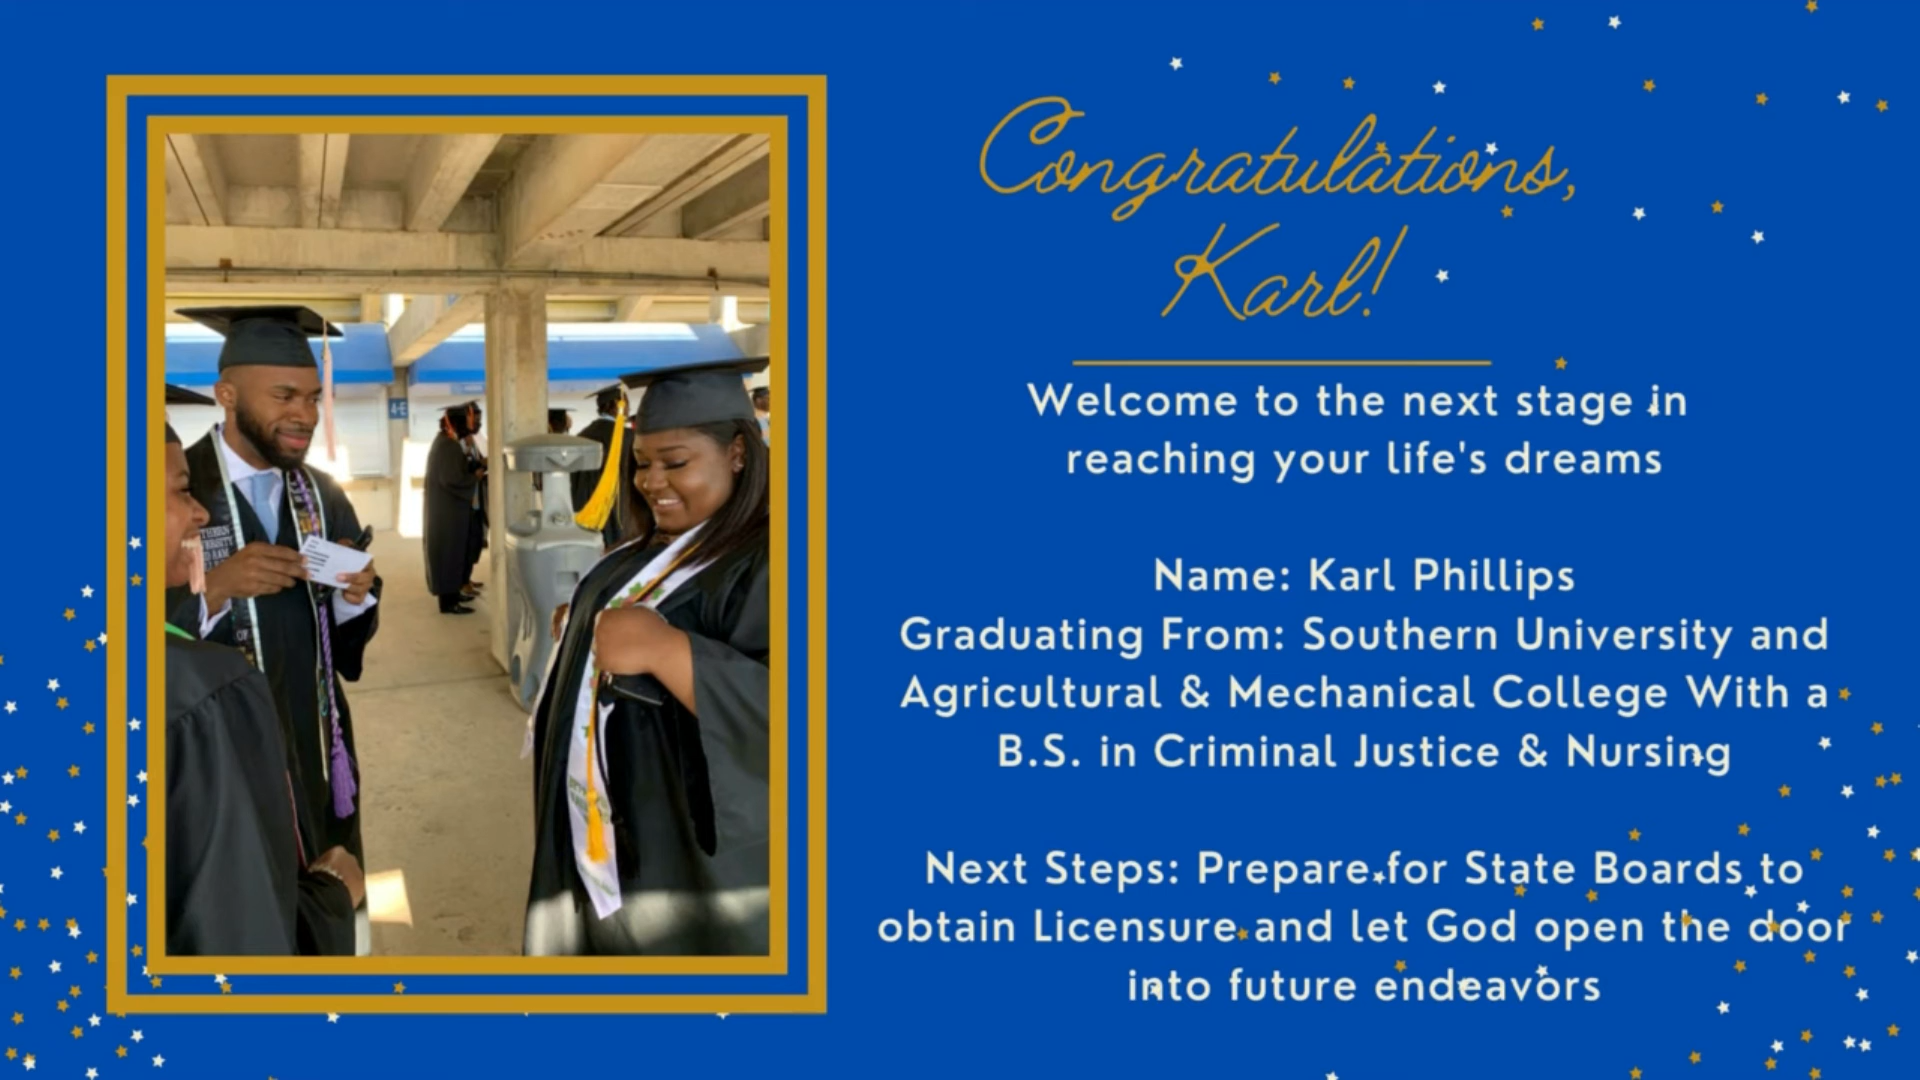 Congratulations,
Karl!
Welcome to the next stage in
reaching your life's dreams
Name: Karl Phillips
Graduating From: Southern University and
Agricultural & Mechanical College With a
B.S. in Criminal Justice & Nursing
Next Steps: Prepare for State Boards to
obtain Licensure and let God open the door
into future endeavors
4-E
OF